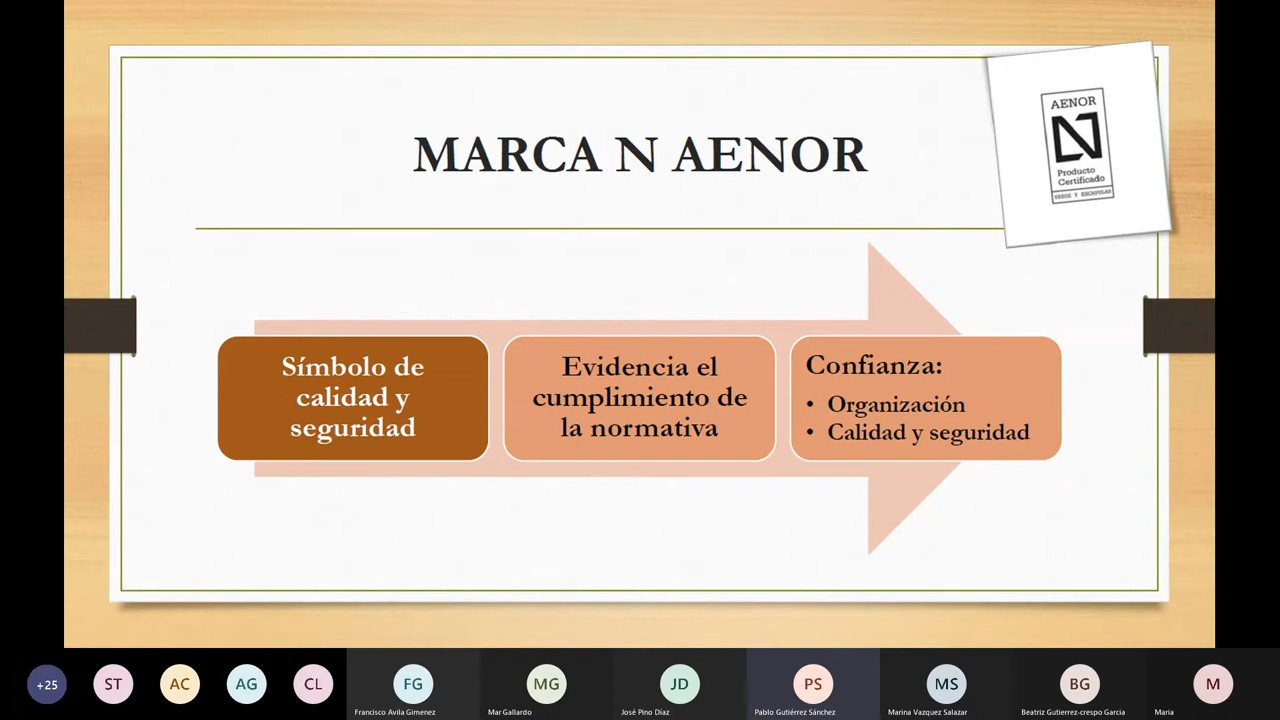 AENOR
N
Producto
Certificado
YESOS Y ESCAYOLAS
MARCA N AENOR
Símbolo de
calidad y
seguridad
Evidencia el
cumplimiento de
la normativa
Confianza:
• Organización
• Calidad y seguridad
+25
ST
AC
AG
CL
FG
Francisco Avila Gimenez
MG
Mar Gallardo
JD
José Pino Díaz
PS
Pablo Gutiérrez Sánchez
MS
Marina Vazquez Salazar
BG
Beatriz Gutierrez-crespo Garcia
M
Maria